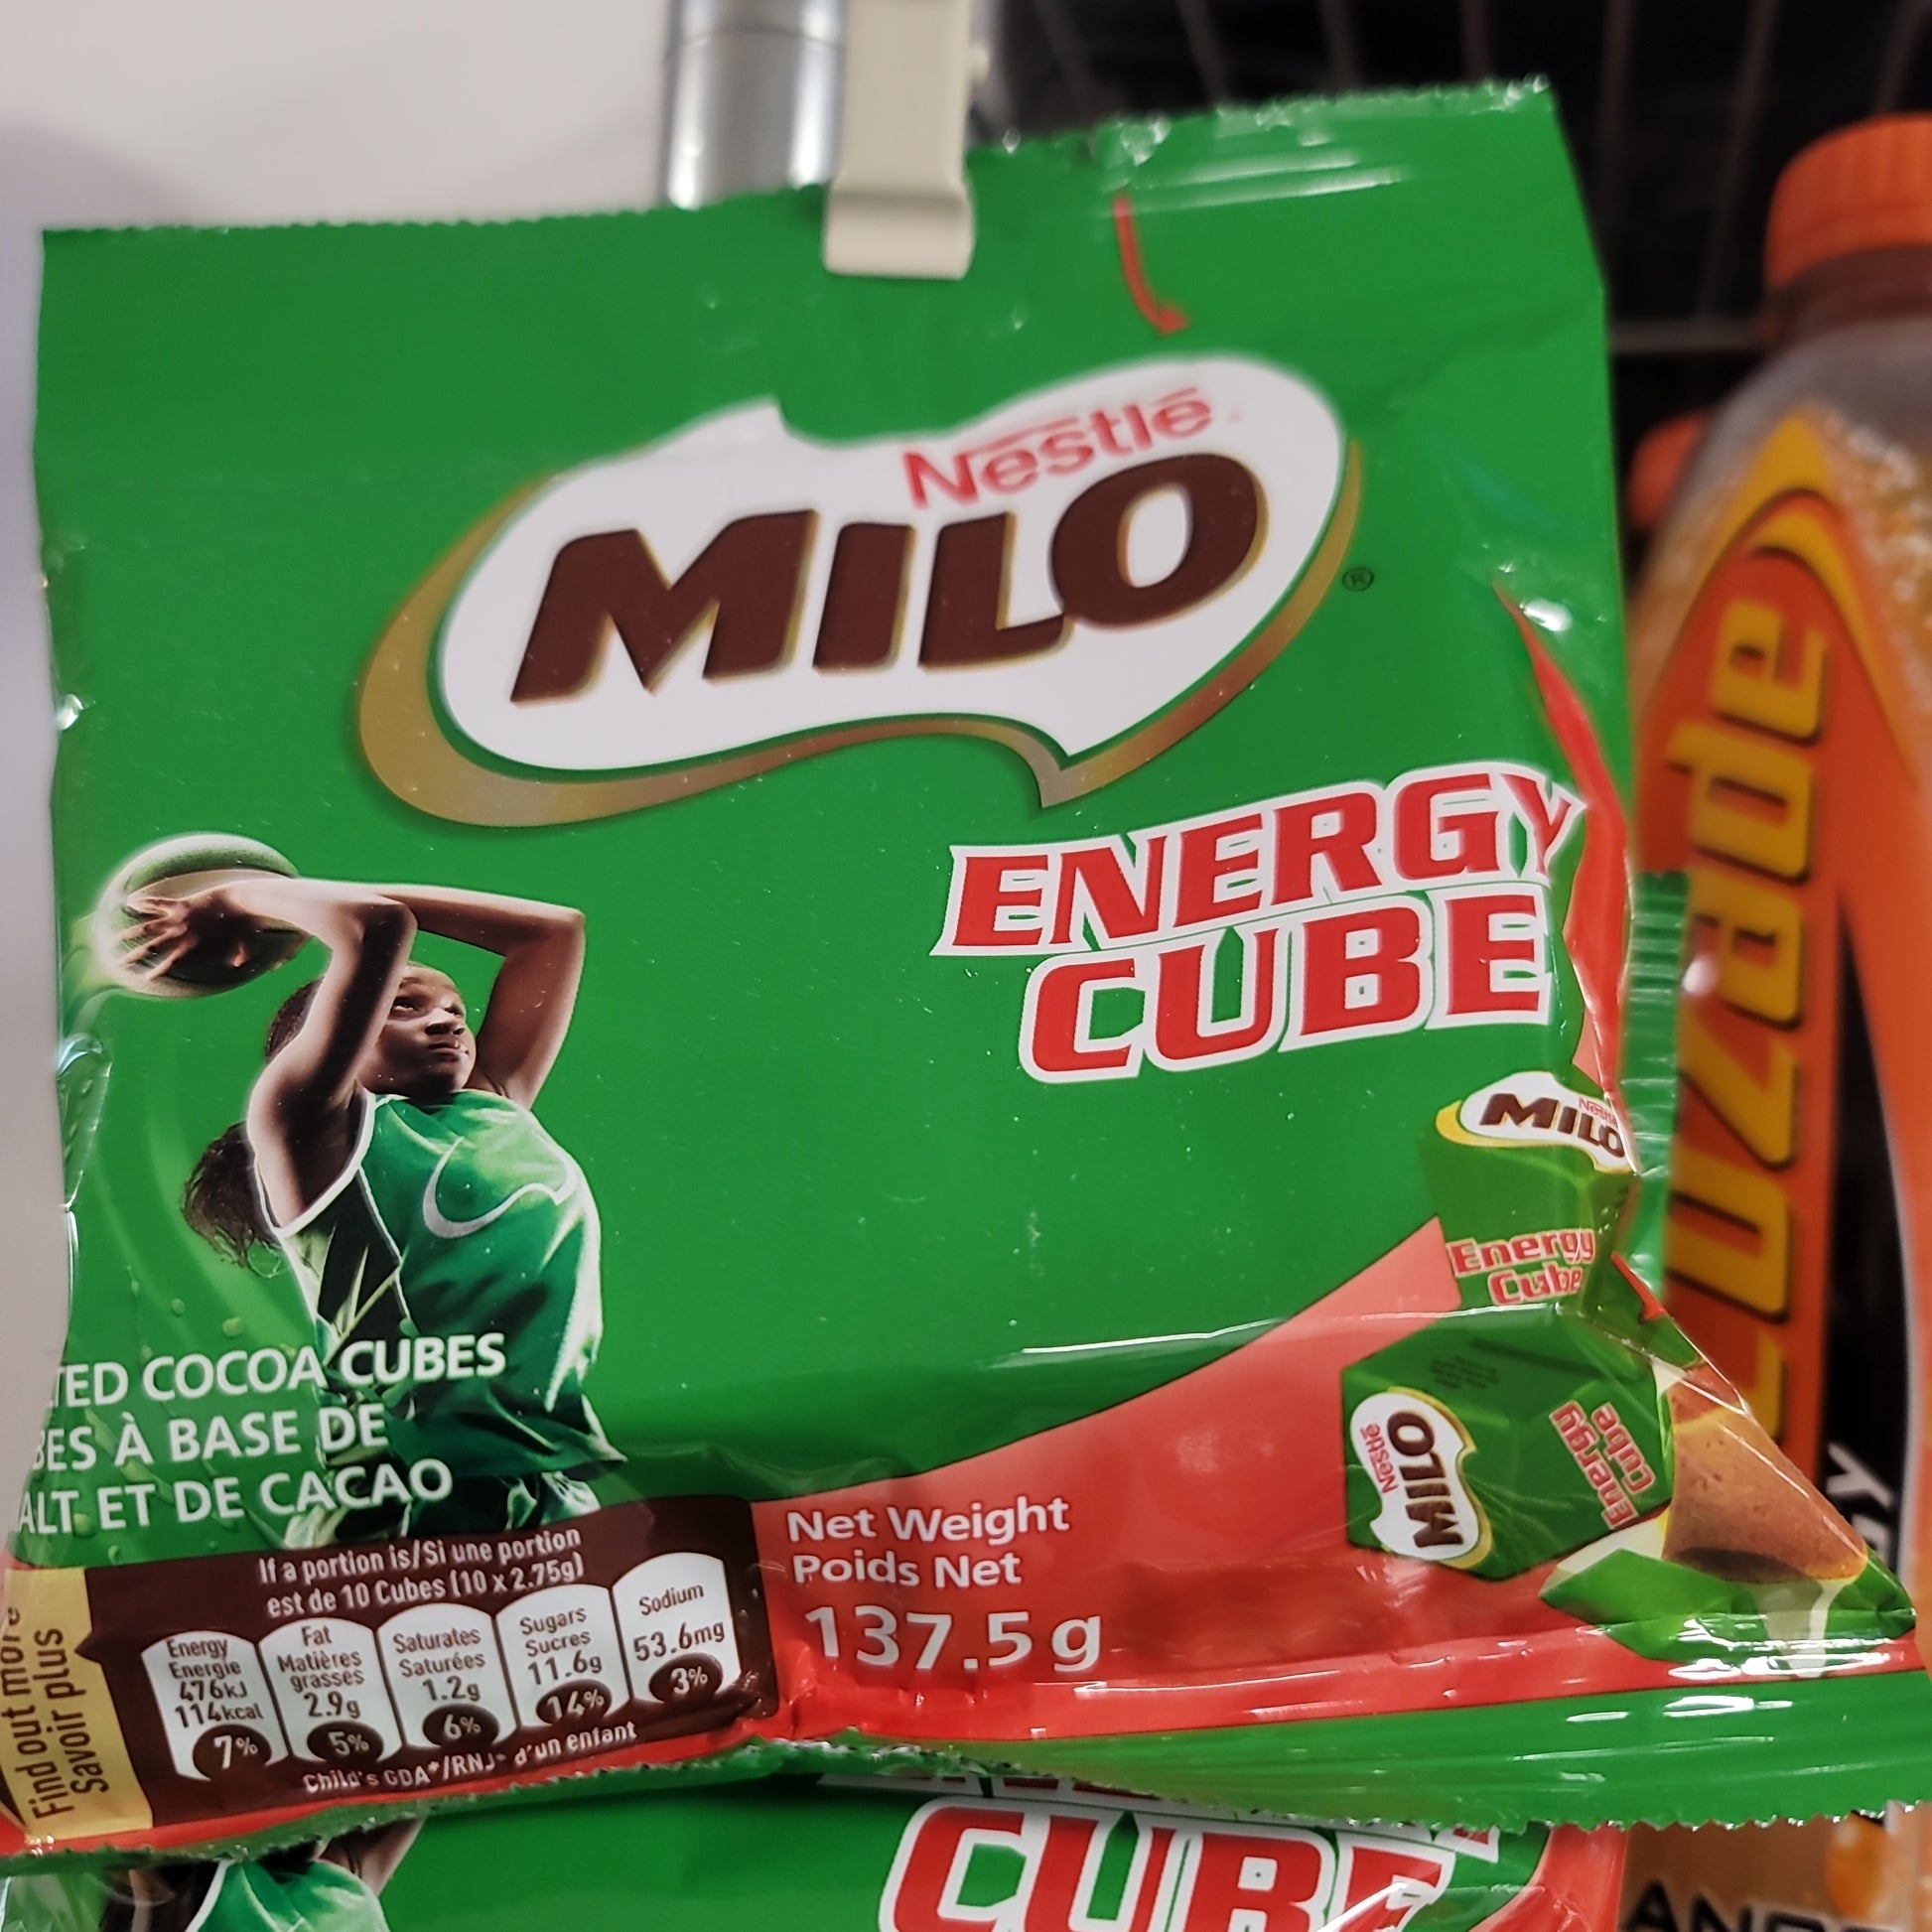 Nestlé
MILO
®
ENERGY
CUBE
Nestlé
MILO
Energy
Cube
Nestlé
MILO
Energy
Cube
TED COCOA CUBES
BES À BASE DE
ALT ET DE CACAO
Net Weight
Poids Net
137.5 g
Find out more
Savoir plus
If a portion is/Si une portion
est de 10 Cubes (10 x 2.75g)
Energy
Energie
476kJ
114kcal
7%
Fat
Matières
grasses
2.9g
5%
Saturates
Saturées
1.2g
6%
Sugars
Sucres
11.6g
14%
Sodium
53.6mg
3%
Child's GDA*/RNJ* d'un enfant
CUBE
ozade